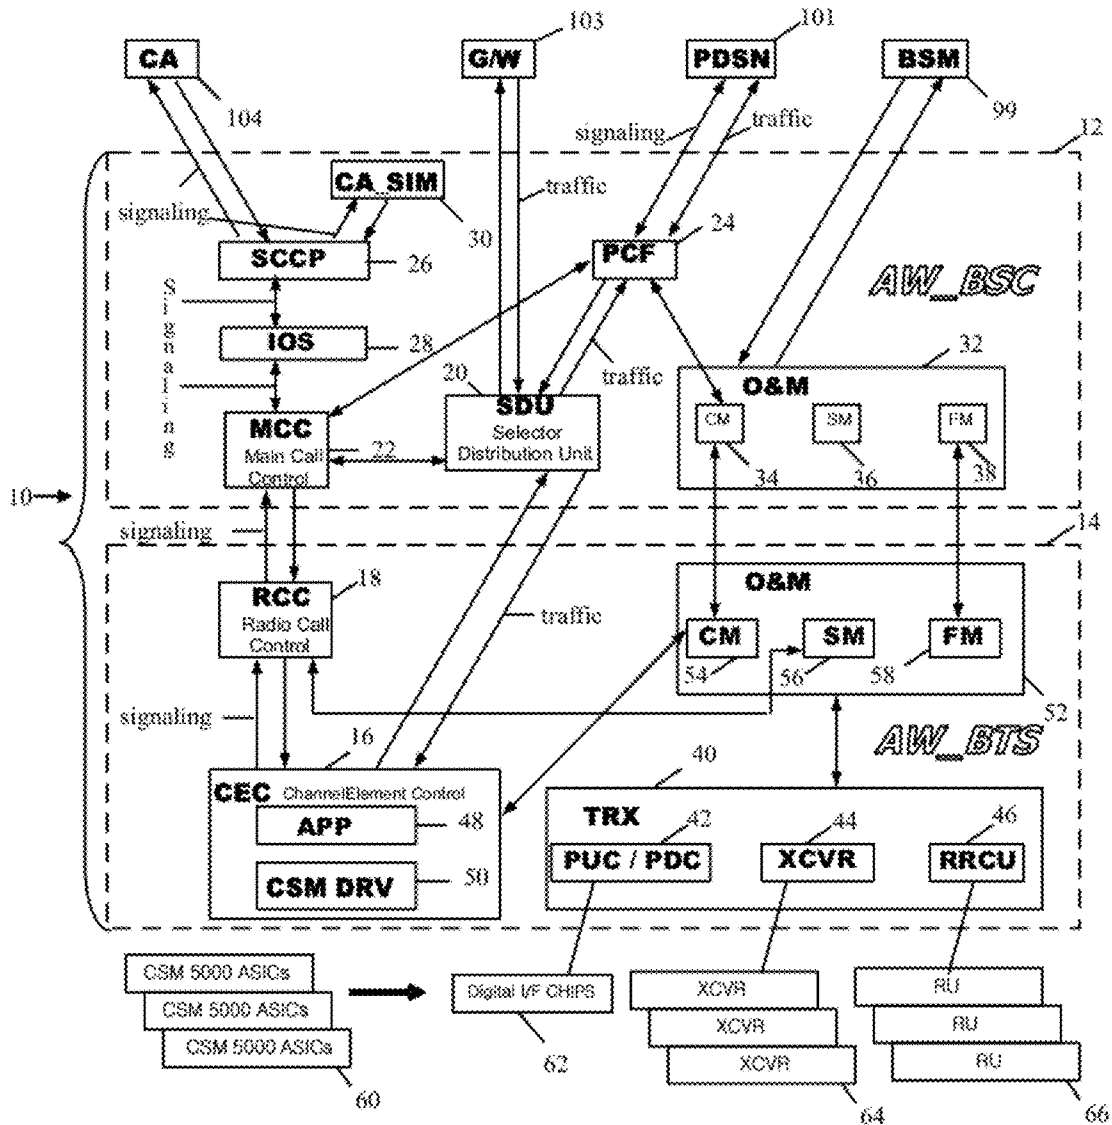 103
101
CA
G/W
PDSN
BSM
104
99
signaling
traffic
12
CA_SIM
traffic
signaling
30
24
SCCP
26
PCF
AW_BSC
Signaling
IOS
28
20
traffic
32
SDU
Selector
Distribution Unit
O&M
CM
SM
FM
MCC
Main Call
Control
22
34
36
38
10
signaling
14
18
RCC
Radio Call
Control
O&M
traffic
CM
SM
FM
54
56
58
signaling
52
16
AW_BTS
40
CEC
ChannelElement Control
APP
48
TRX
42
44
46
CSM DRV
50
PUC / PDC
XCVR
RRCU
CSM 5000 ASICs
CSM 5000 ASICs
CSM 5000 ASICs
60
Digital I/F CHIPS
62
XCVR
XCVR
XCVR
64
RU
RU
RU
66